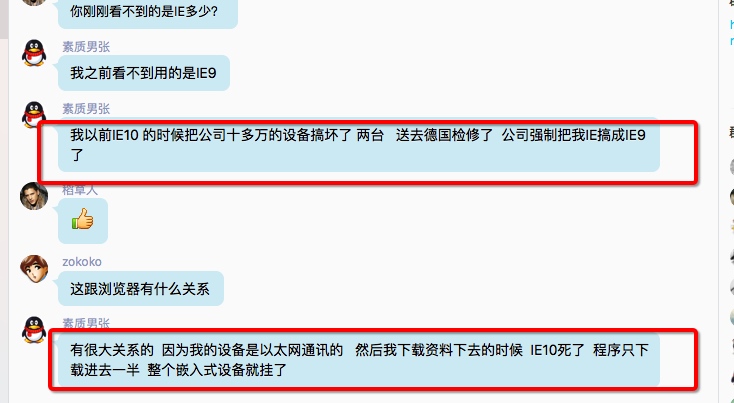 你刚刚看不到的是IE多少?
素质男张
我之前看不到用的是IE9
素质男张
我以前IE10 的时候把公司十多万的设备搞坏了 两台 送去德国检修了 公司强制把我IE搞成IE9
了
稻草人
zokoko
这跟浏览器有什么关系
素质男张
有很大关系的 因为我的设备是以太网通讯的 然后我下载资料下去的时候 IE10死了 程序只下
载进去一半 整个嵌入式设备就挂了